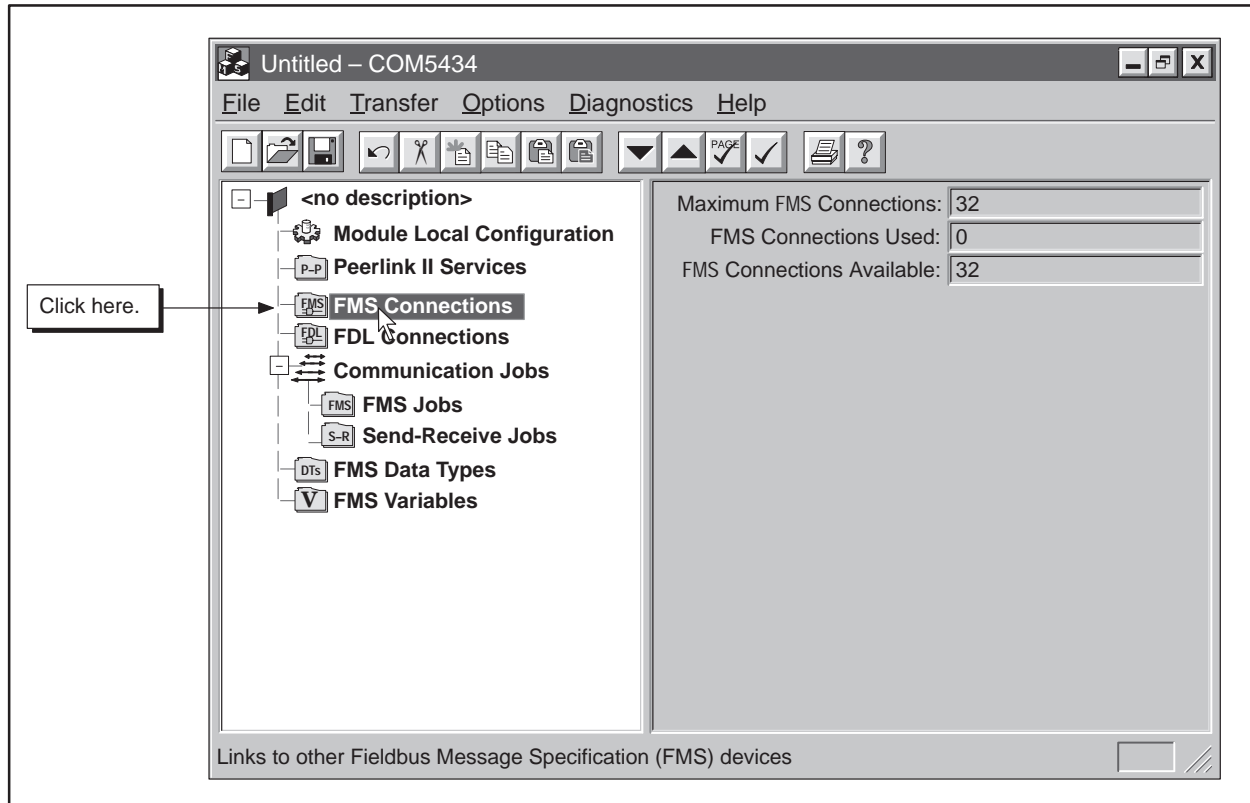 Untitled – COM5434
File Edit Transfer Options Diagnostics Help
PAGE
?
<no description>
Module Local Configuration
P–P Peerlink II Services
FMS FMS Connections
FDL FDL Connections
Communication Jobs
FMS FMS Jobs
S–R Send-Receive Jobs
DTs FMS Data Types
V FMS Variables
Click here.
Maximum FMS Connections: 32
FMS Connections Used: 0
FMS Connections Available: 32
Links to other Fieldbus Message Specification (FMS) devices